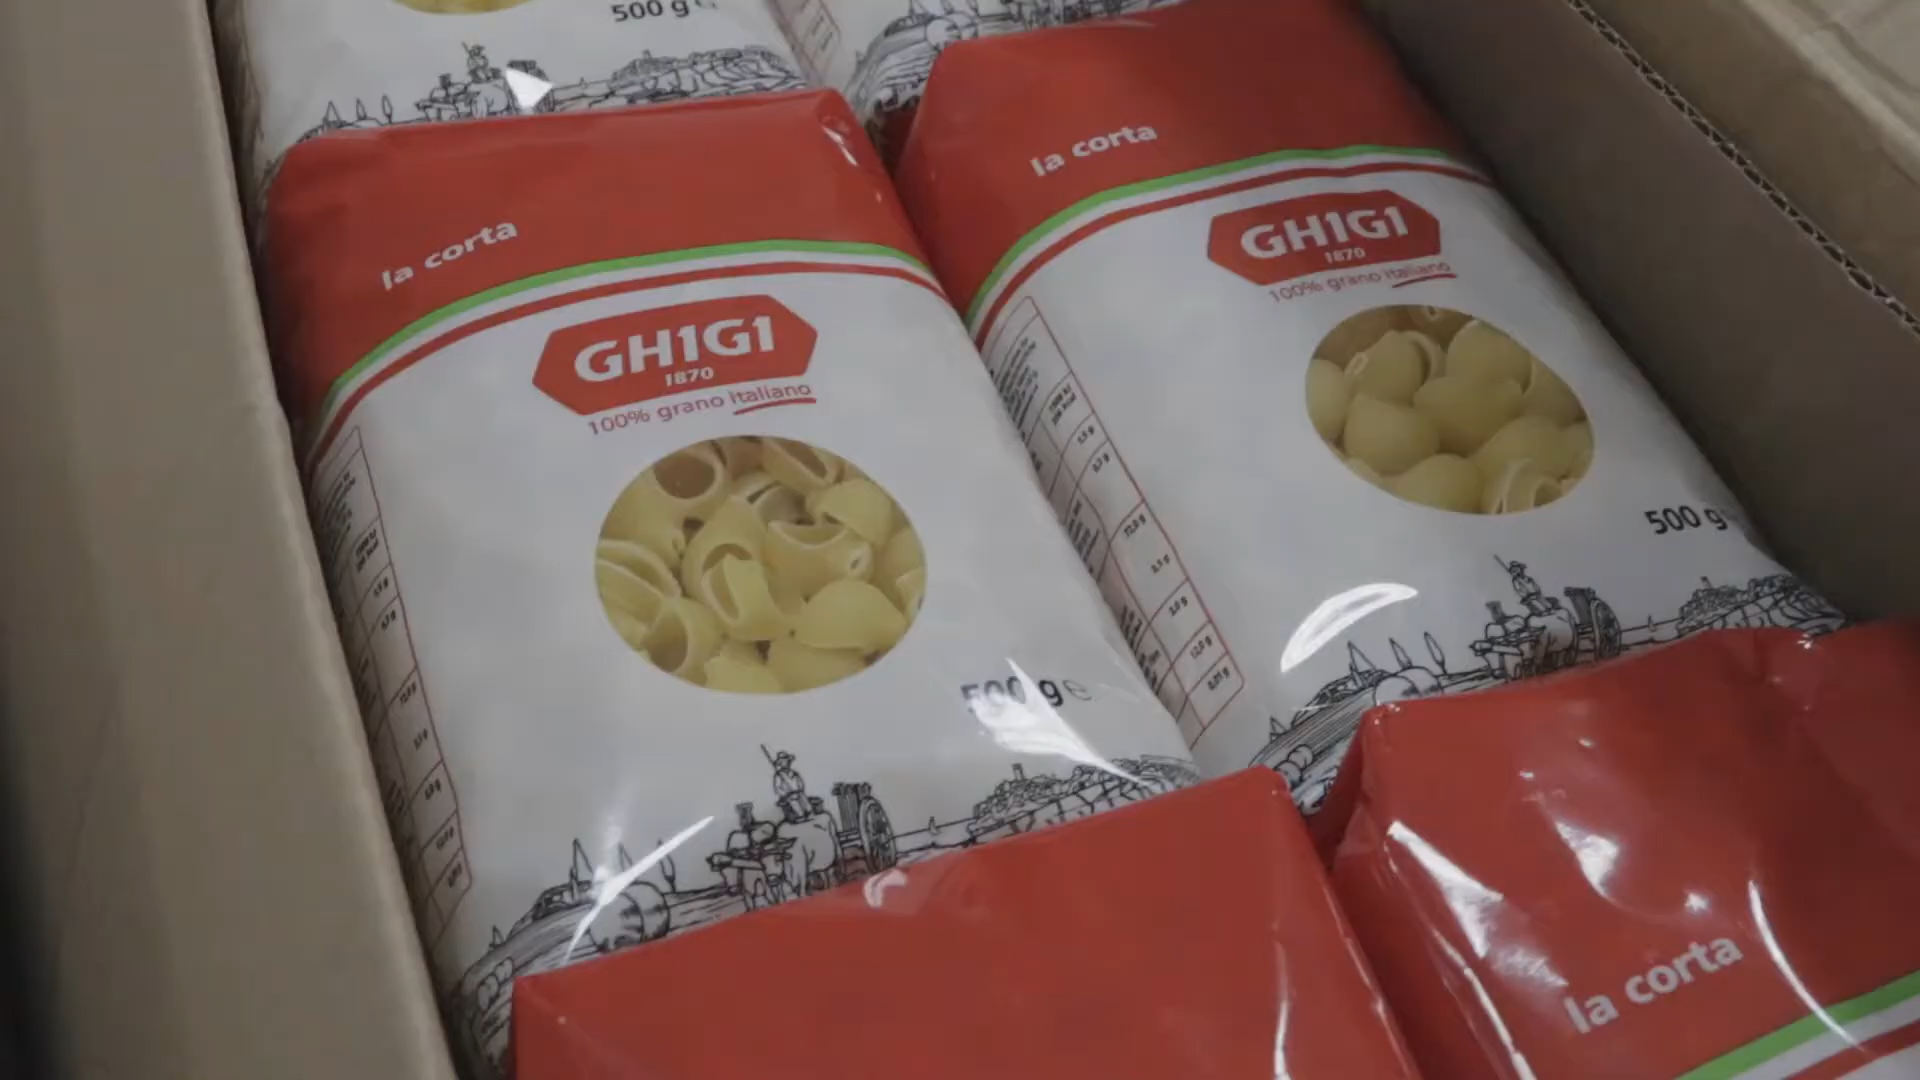 500 g
la corta
GH1G1
1870
100% grano italiano
500 g e
la corta
GH1G1
1870
100% grano italiano
500 g
la corta